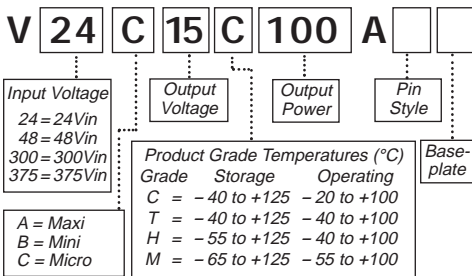 V 24 C 15 C 100 A
Input Voltage
24 = 24Vin
48 = 48Vin
300 = 300Vin
375 = 375Vin
Output
Voltage
Output
Power
Pin
Style
Base-
plate
A = Maxi
B = Mini
C = Micro
Product Grade Temperatures (°C)
Grade Storage Operating
C = – 40 to +125 – 20 to +100
T = – 40 to +125 – 40 to +100
H = – 55 to +125 – 40 to +100
M = – 65 to +125 – 55 to +100